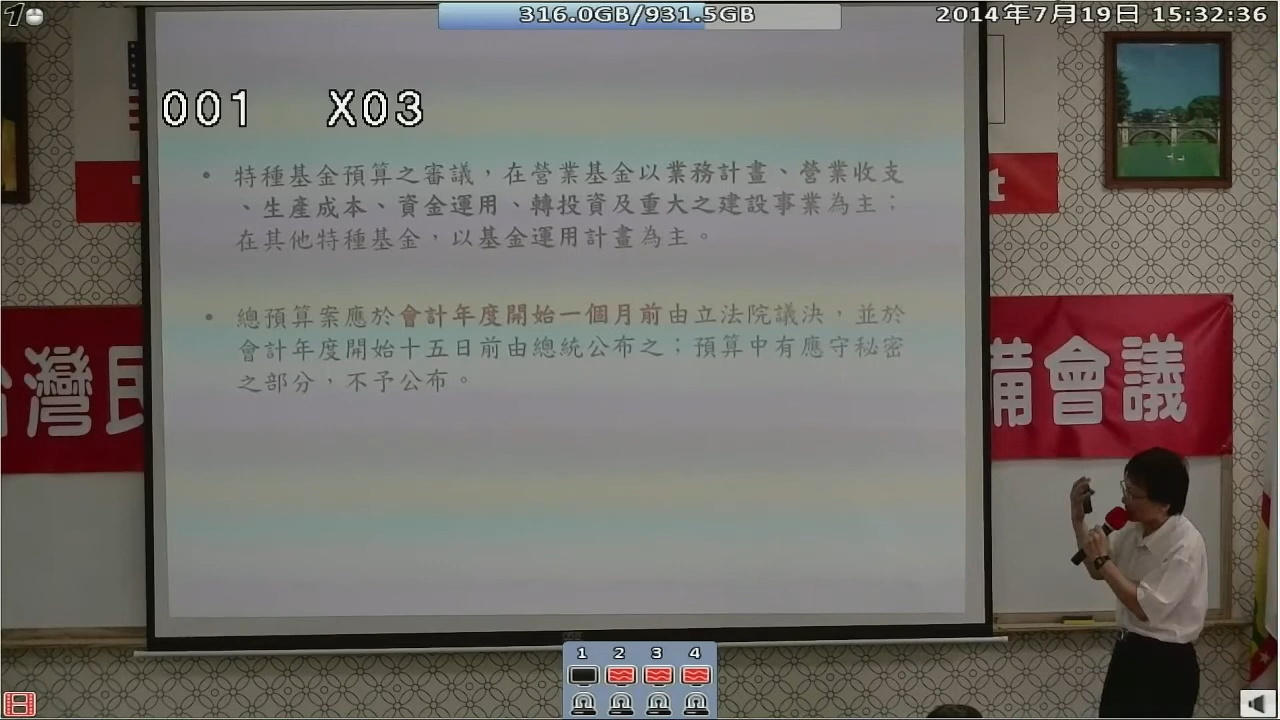 316.0GB/931.5GB
2014年7月19日 15:32:36
001 X03
• 特種基金預算之審議，在營業基金以業務計畫、營業收支
、生產成本、資金運用、轉投資及重大之建設事業為主；
在其他特種基金，以基金運用計畫為主。
• 總預算案應於會計年度開始一個月前由立法院議決，並於
會計年度開始十五日前由總統公布之；預算中有應守秘密
之部分，不予公布。
t
台灣民
備會議
1 2 3 4